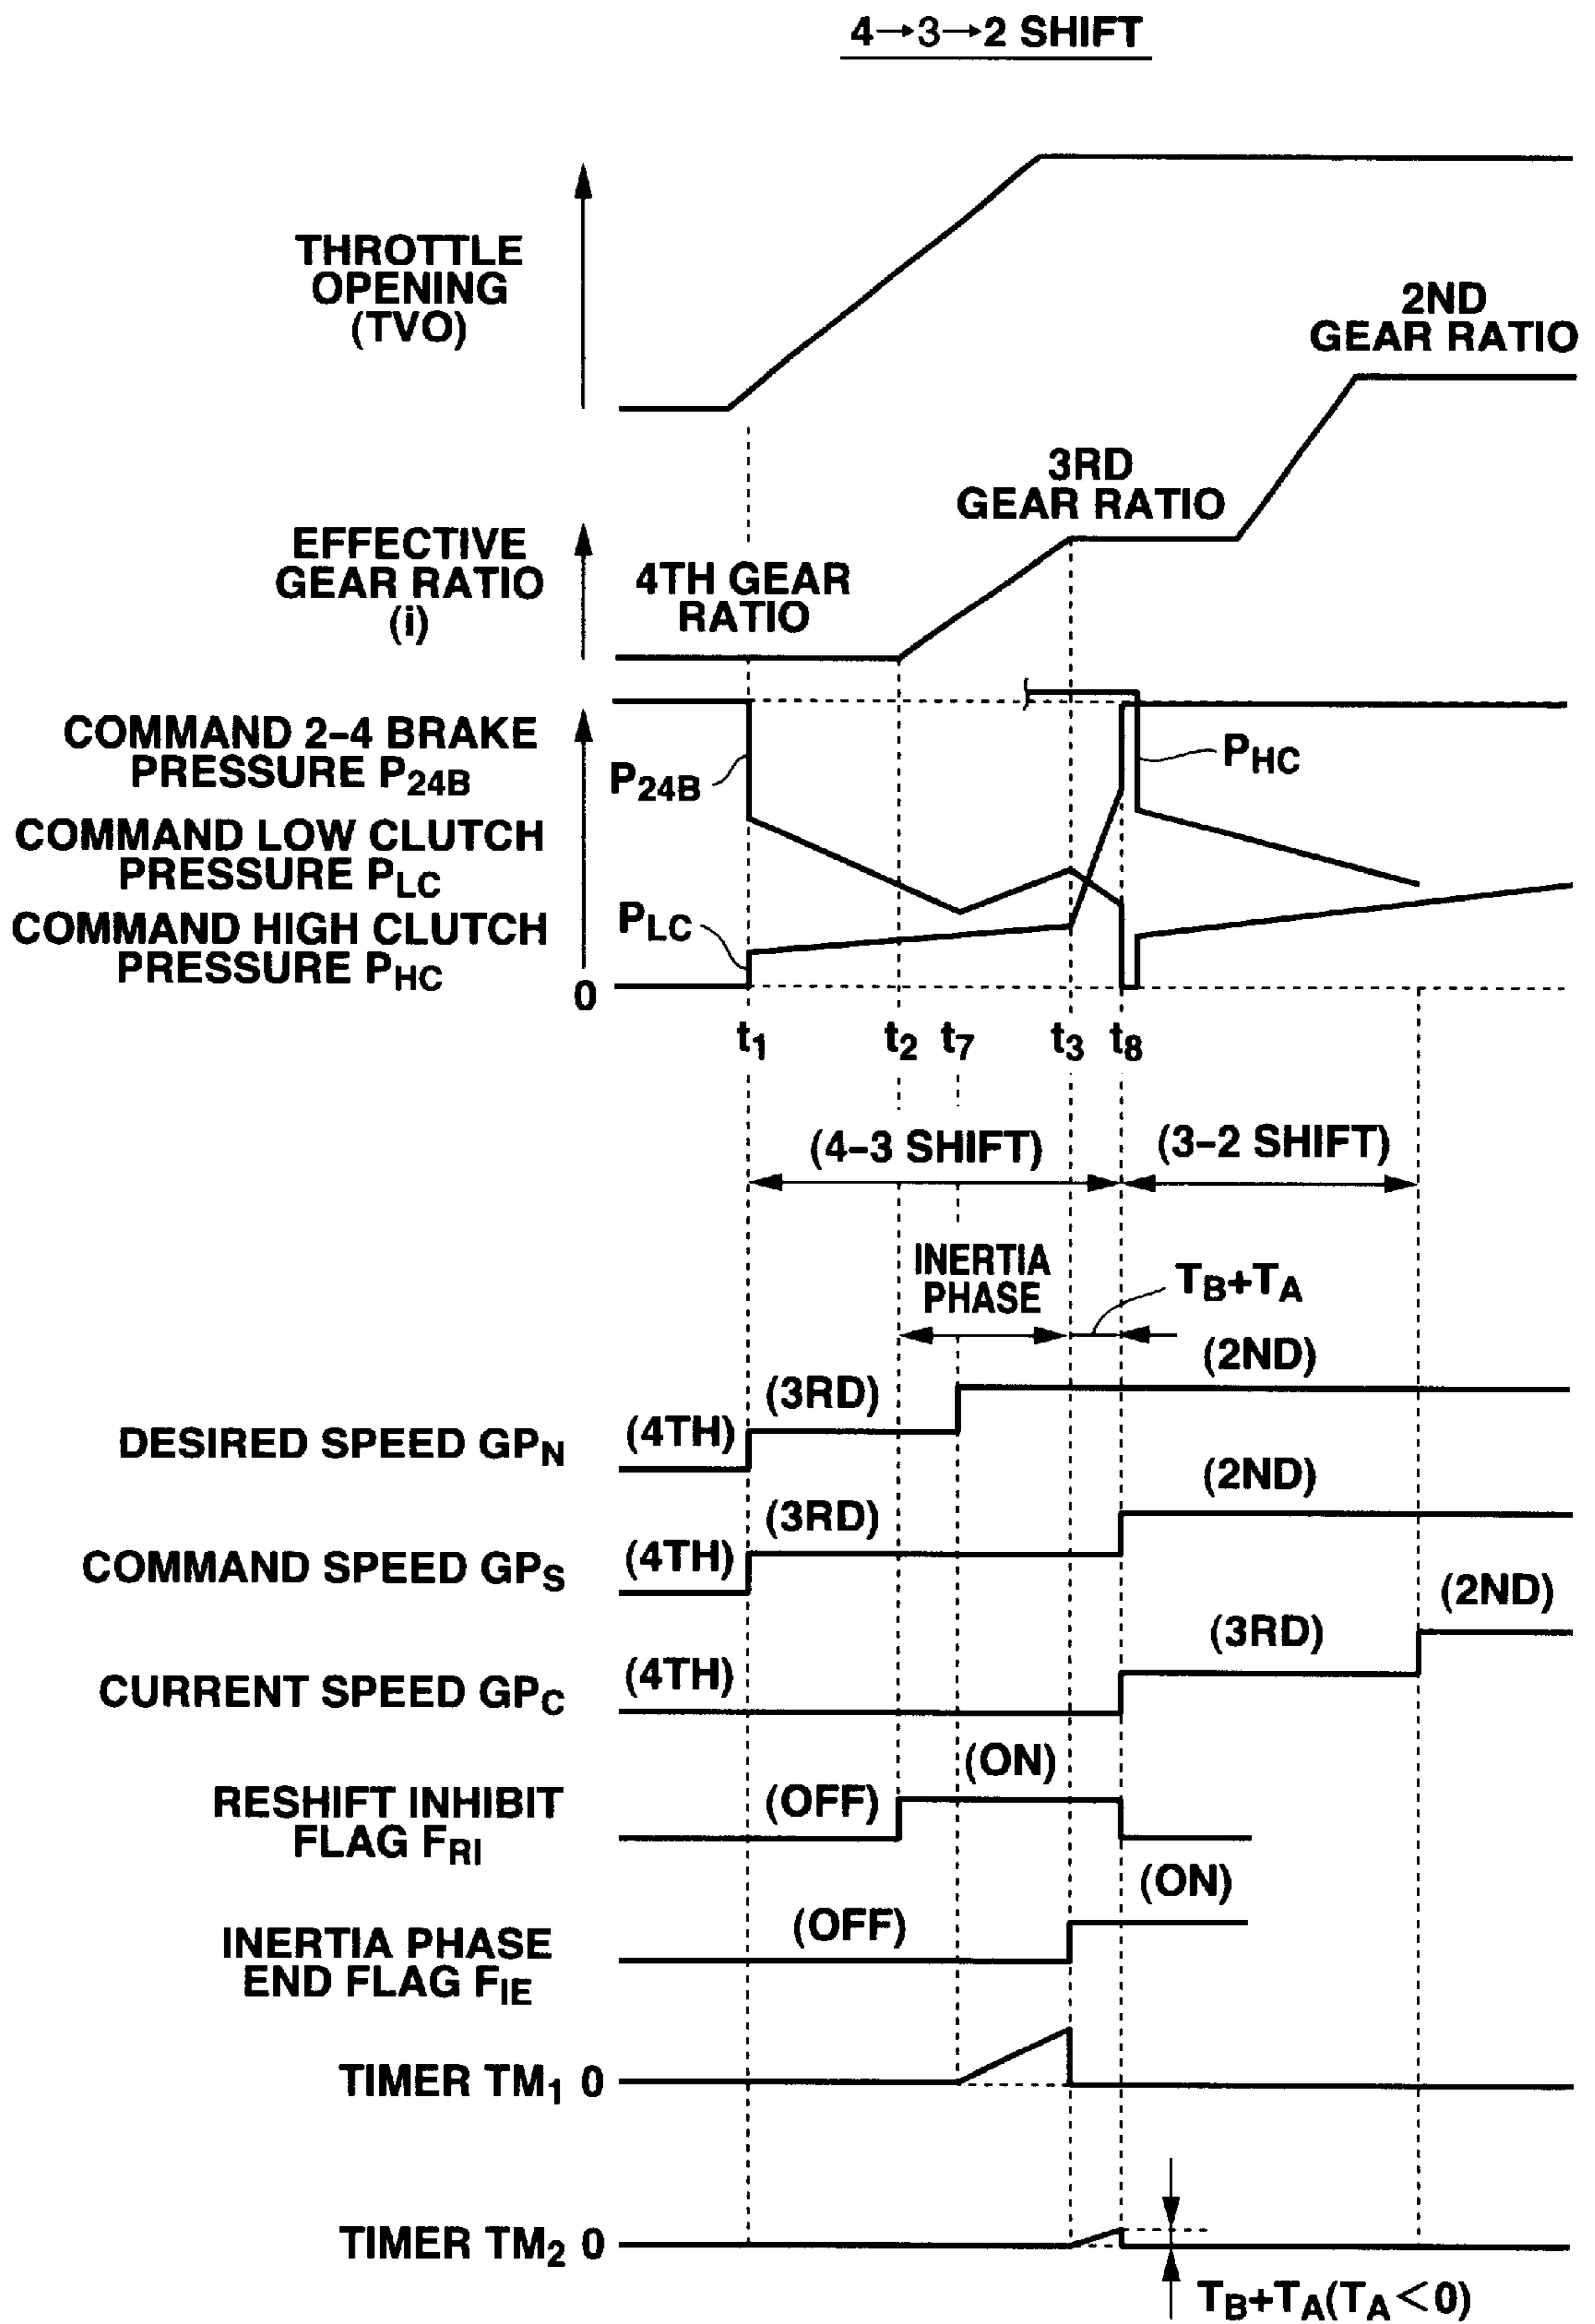 4→3→2 SHIFT
THROTTLE
OPENING
(TVO)
2ND
GEAR RATIO
3RD
GEAR RATIO
EFFECTIVE
GEAR RATIO
(i)
4TH GEAR
RATIO
COMMAND 2–4 BRAKE
PRESSURE P24B
P24B
PHC
COMMAND LOW CLUTCH
PRESSURE PLC
PLC
COMMAND HIGH CLUTCH
PRESSURE PHC
0
t1 t2 t7 t3 t8
(4–3 SHIFT) (3–2 SHIFT)
INERTIA
PHASE
TB+TA
DESIRED SPEED GPN (4TH) (3RD) (2ND)
COMMAND SPEED GPS (4TH) (3RD) (2ND)
CURRENT SPEED GPC (4TH) (3RD) (2ND)
RESHIFT INHIBIT
FLAG FRI
(OFF) (ON)
INERTIA PHASE
END FLAG FIE
(OFF) (ON)
TIMER TM1 0
TIMER TM2 0
TB+TA(TA<0)